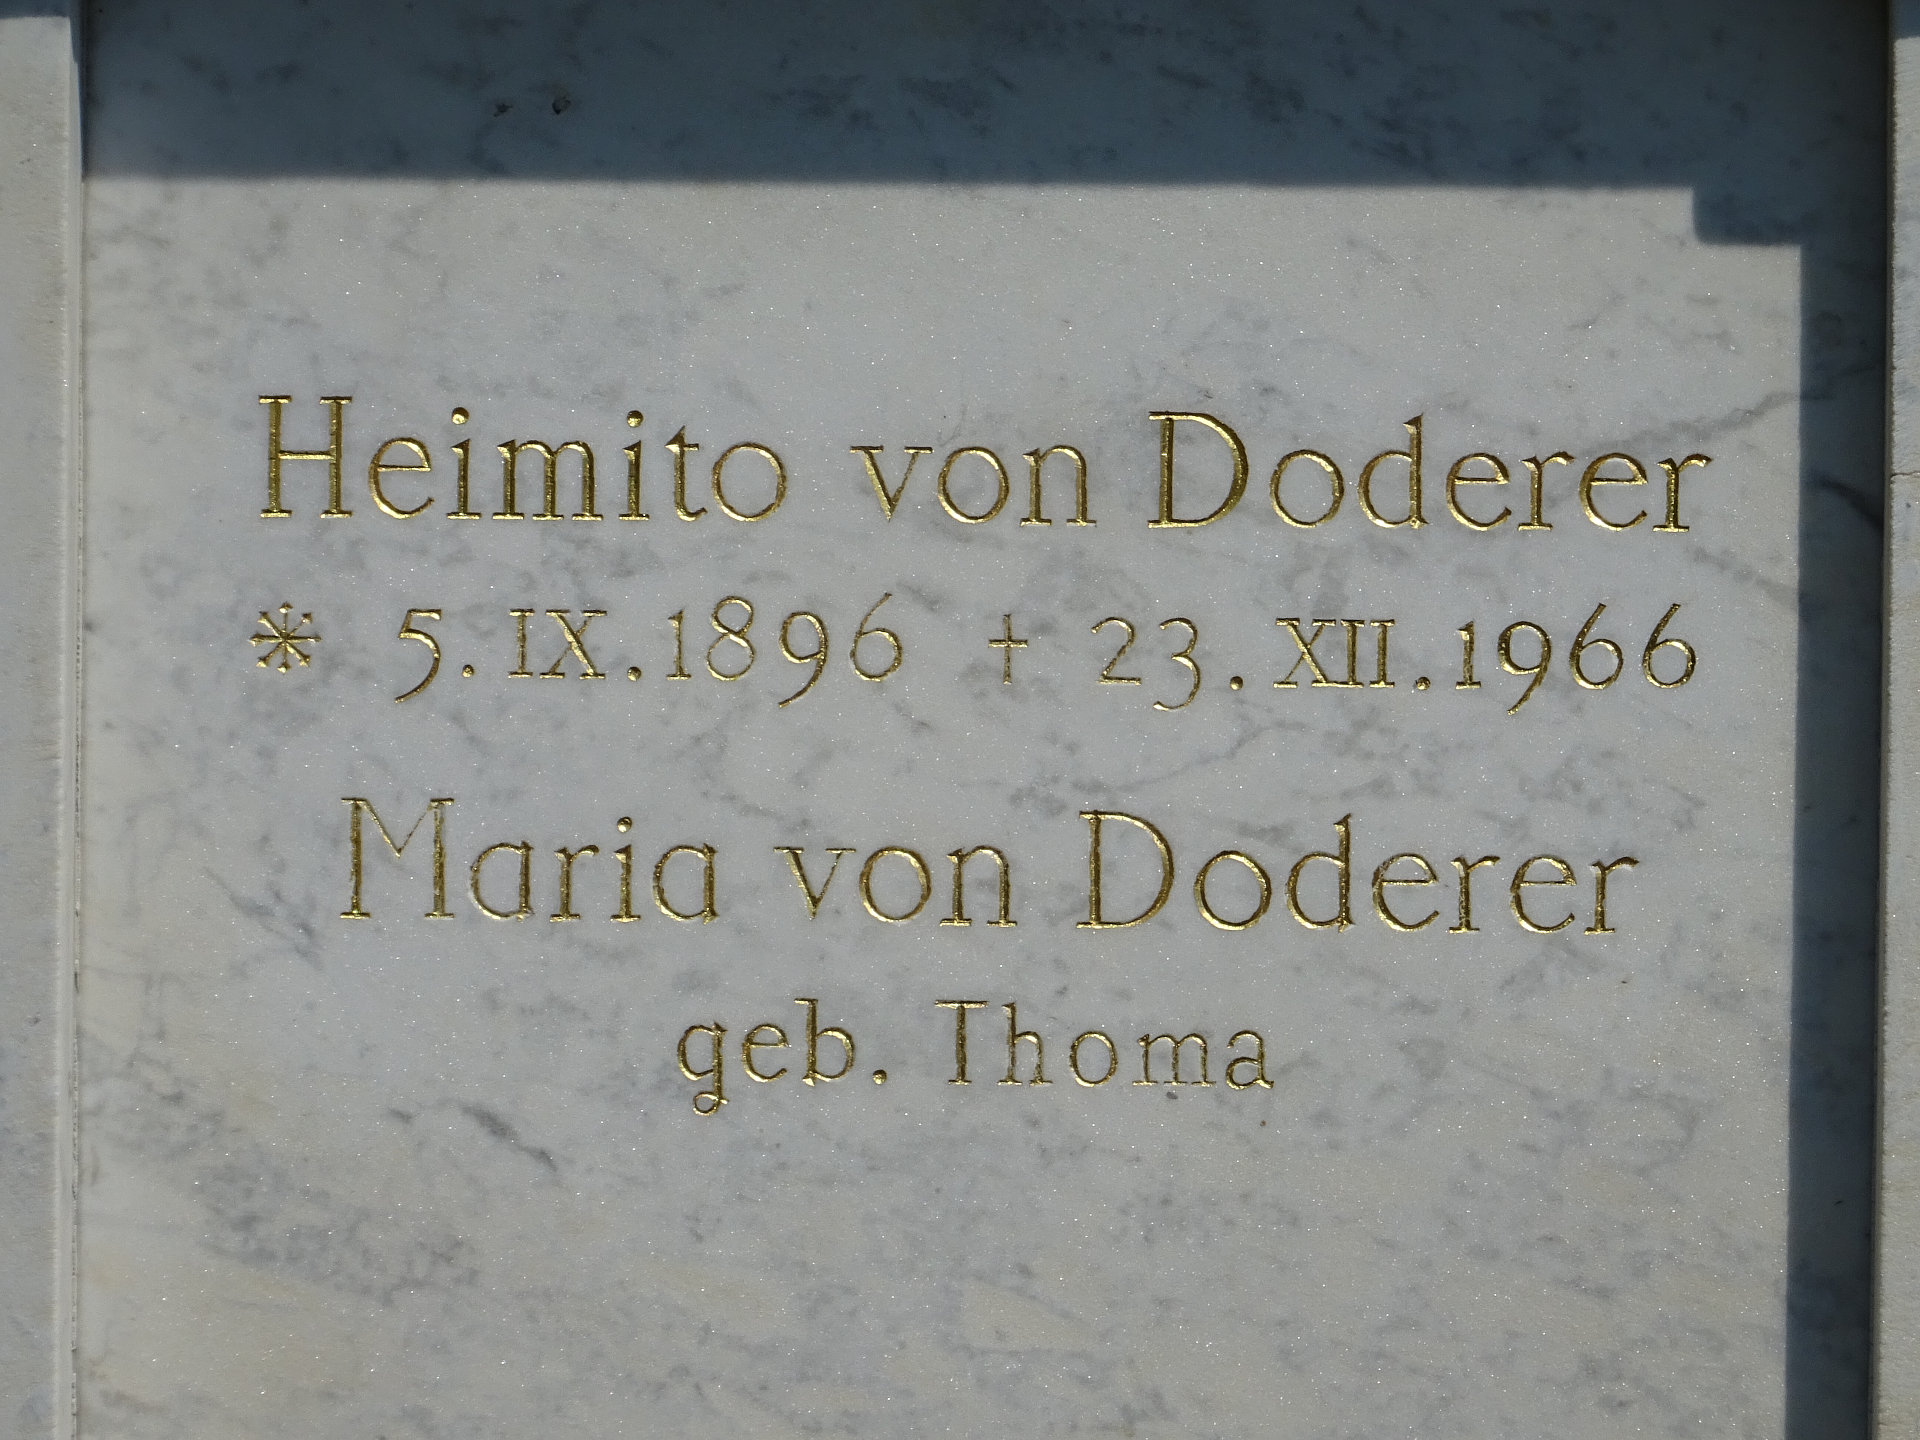 Heimito von Doderer
* 5. IX. 1896 † 23. XII. 1966
Maria von Doderer
geb. Thoma